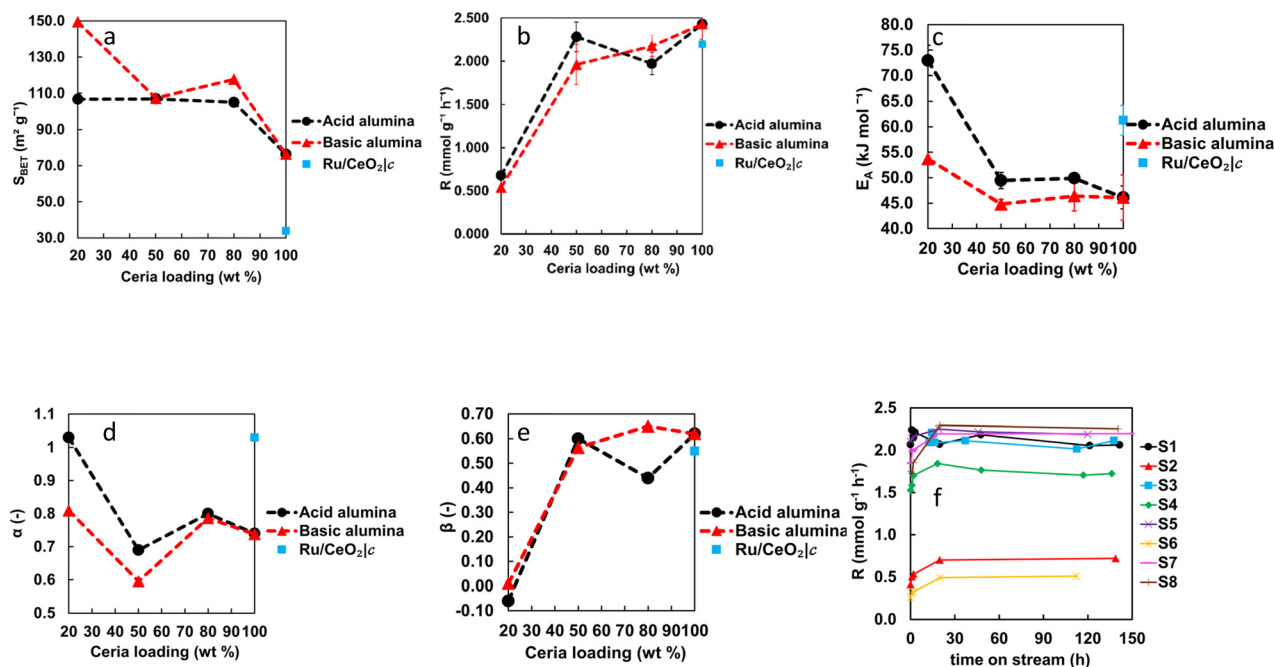 a
S_BET (m² g⁻¹)
150.0
130.0
110.0
90.0
70.0
50.0
30.0
20 30 40 50 60 70 80 90 100
Ceria loading (wt %)
Acid alumina
Basic alumina
Ru/CeO₂|c
b
R (mmol g⁻¹ h⁻¹)
2.500
2.000
1.500
1.000
0.500
0.000
20 30 40 50 60 70 80 90 100
Ceria loading (wt %)
Acid alumina
Basic alumina
Ru/CeO₂|c
c
E_A (kJ mol⁻¹)
80.0
75.0
70.0
65.0
60.0
55.0
50.0
45.0
40.0
20 30 40 50 60 70 80 90 100
Ceria loading (wt %)
Acid alumina
Basic alumina
Ru/CeO₂|c
d
α (-)
1.1
1
0.9
0.8
0.7
0.6
0.5
20 30 40 50 60 70 80 90 100
Ceria loading (wt %)
Acid alumina
Basic alumina
Ru/CeO₂|c
e
β (-)
0.70
0.60
0.50
0.40
0.30
0.20
0.10
0.00
-0.10
20 30 40 50 60 70 80 90 100
Ceria loading (wt %)
Acid alumina
Basic alumina
Ru/CeO₂|c
f
R (mmol g⁻¹ h⁻¹)
2.5
2.0
1.5
1.0
0.5
0.0
0 30 60 90 120 150
time on stream (h)
S1
S2
S3
S4
S5
S6
S7
S8